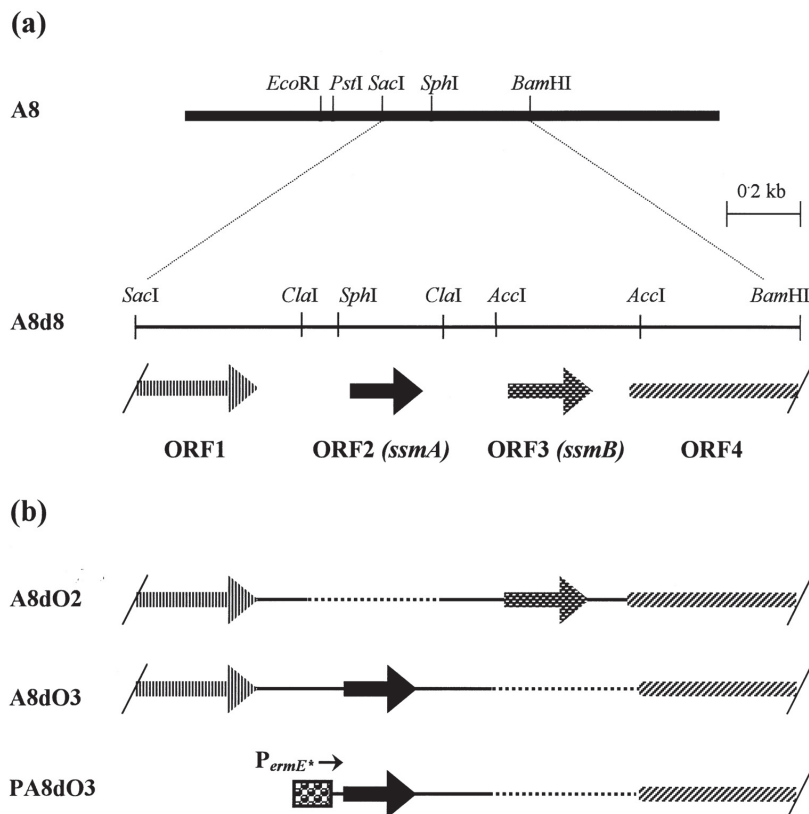 (a)
EcoRI PstI SacI SphI BamHI
A8
0·2 kb
SacI ClaI SphI ClaI AccI AccI BamHI
A8d8
ORF1 ORF2 (ssmA) ORF3 (ssmB) ORF4
(b)
A8dO2
A8dO3
PermE*
PA8dO3